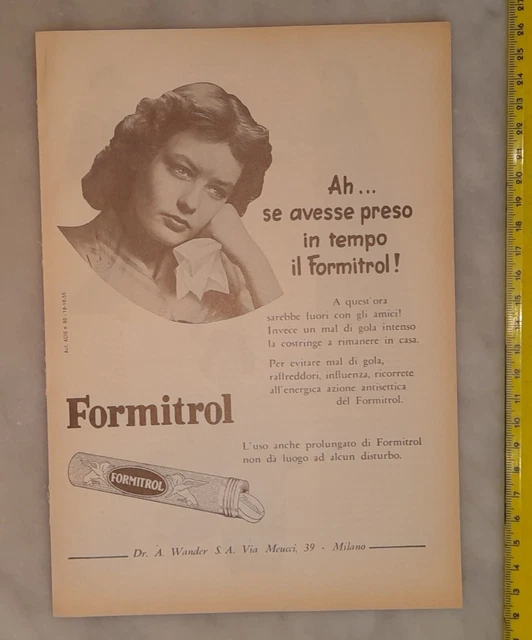 Ah...
se avesse preso
in tempo
il Formitrol!
A quest'ora
sarebbe fuori con gli amici!
Invece un mal di gola intenso
la costringe a rimanere in casa.
Per evitare mal di gola,
raffreddori, influenza, ricorrete
all'energica azione antisettica
del Formitrol.
Formitrol
L'uso anche prolungato di Formitrol
non dà luogo ad alcun disturbo.
FORMITROL
Dr. A. Wander S. A. Via Meucci, 39 - Milano